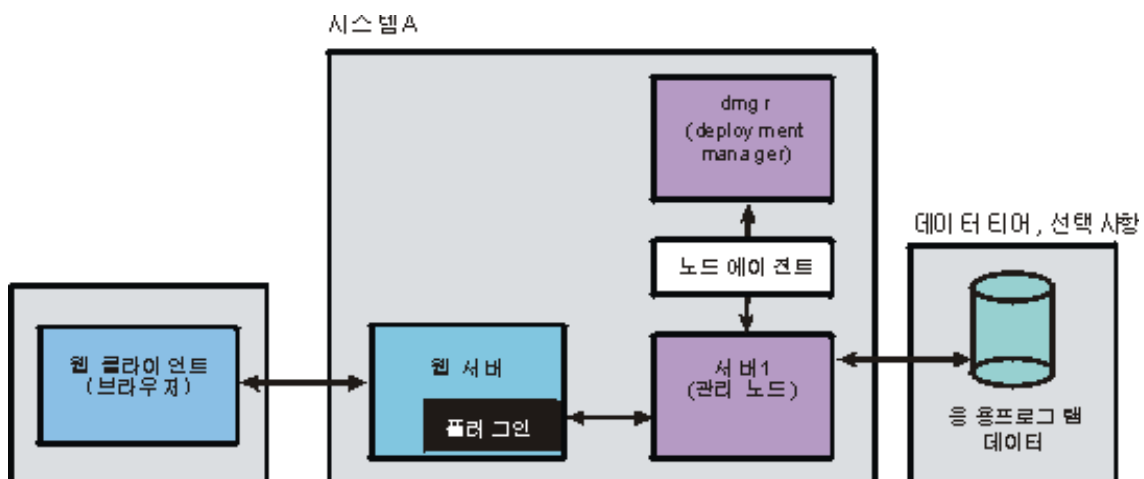 시스템 A
dmgr
(deployment
manager)
데이터 티어, 선택 사항
노드 에이전트
웹 클라이언트
(브라우저)
웹 서버
플러그인
서버1
(관리 노드)
응용프로그램
데이터